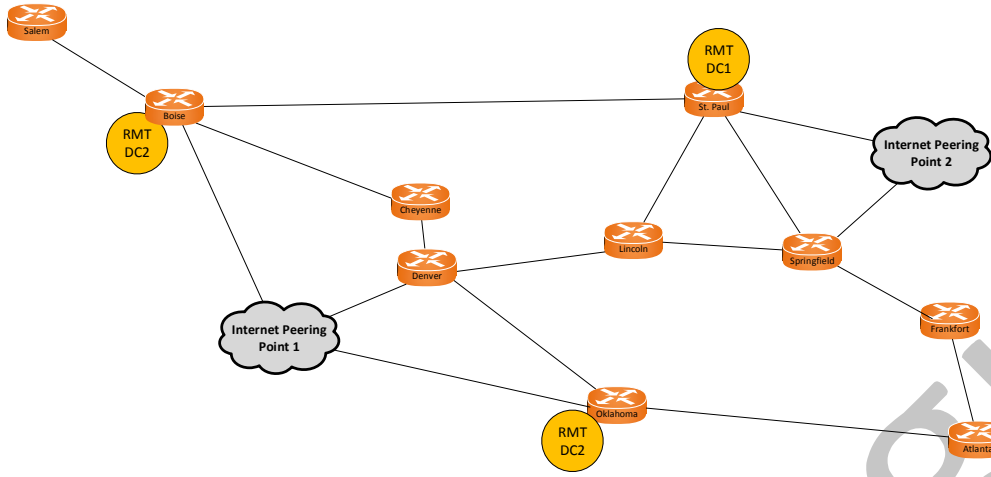 Salem
RMT
DC1
Boise
St. Paul
RMT
DC2
Internet Peering
Point 2
Cheyenne
Lincoln
Springfield
Denver
Internet Peering
Point 1
Frankfort
Oklahoma
RMT
DC2
Atlanta